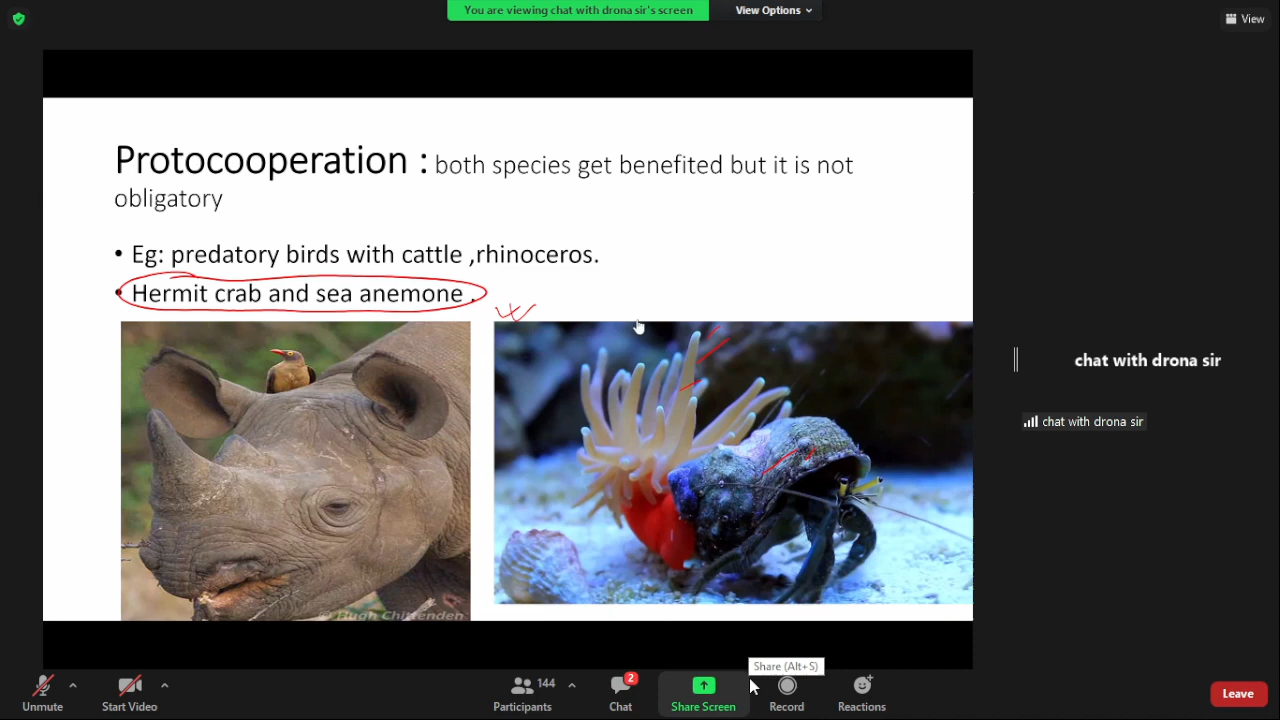 You are viewing chat with drona sir's screen
View Options
View
Protocooperation : both species get benefited but it is not
obligatory
• Eg: predatory birds with cattle ,rhinoceros.
• Hermit crab and sea anemone .
© Hugh Chittenden
chat with drona sir
chat with drona sir
Share (Alt+S)
Unmute
Start Video
144
Participants
2
Chat
Share Screen
Record
Reactions
Leave